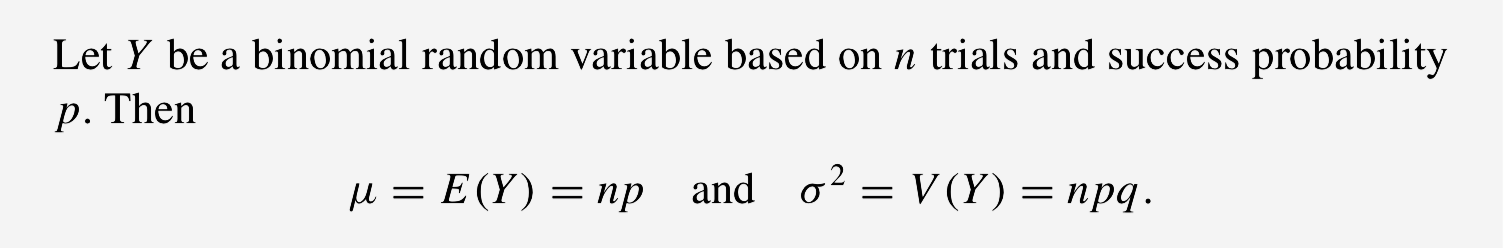 Let Y be a binomial random variable based on n trials and success probability
p. Then
μ = E(Y) = np and σ² = V(Y) = npq.